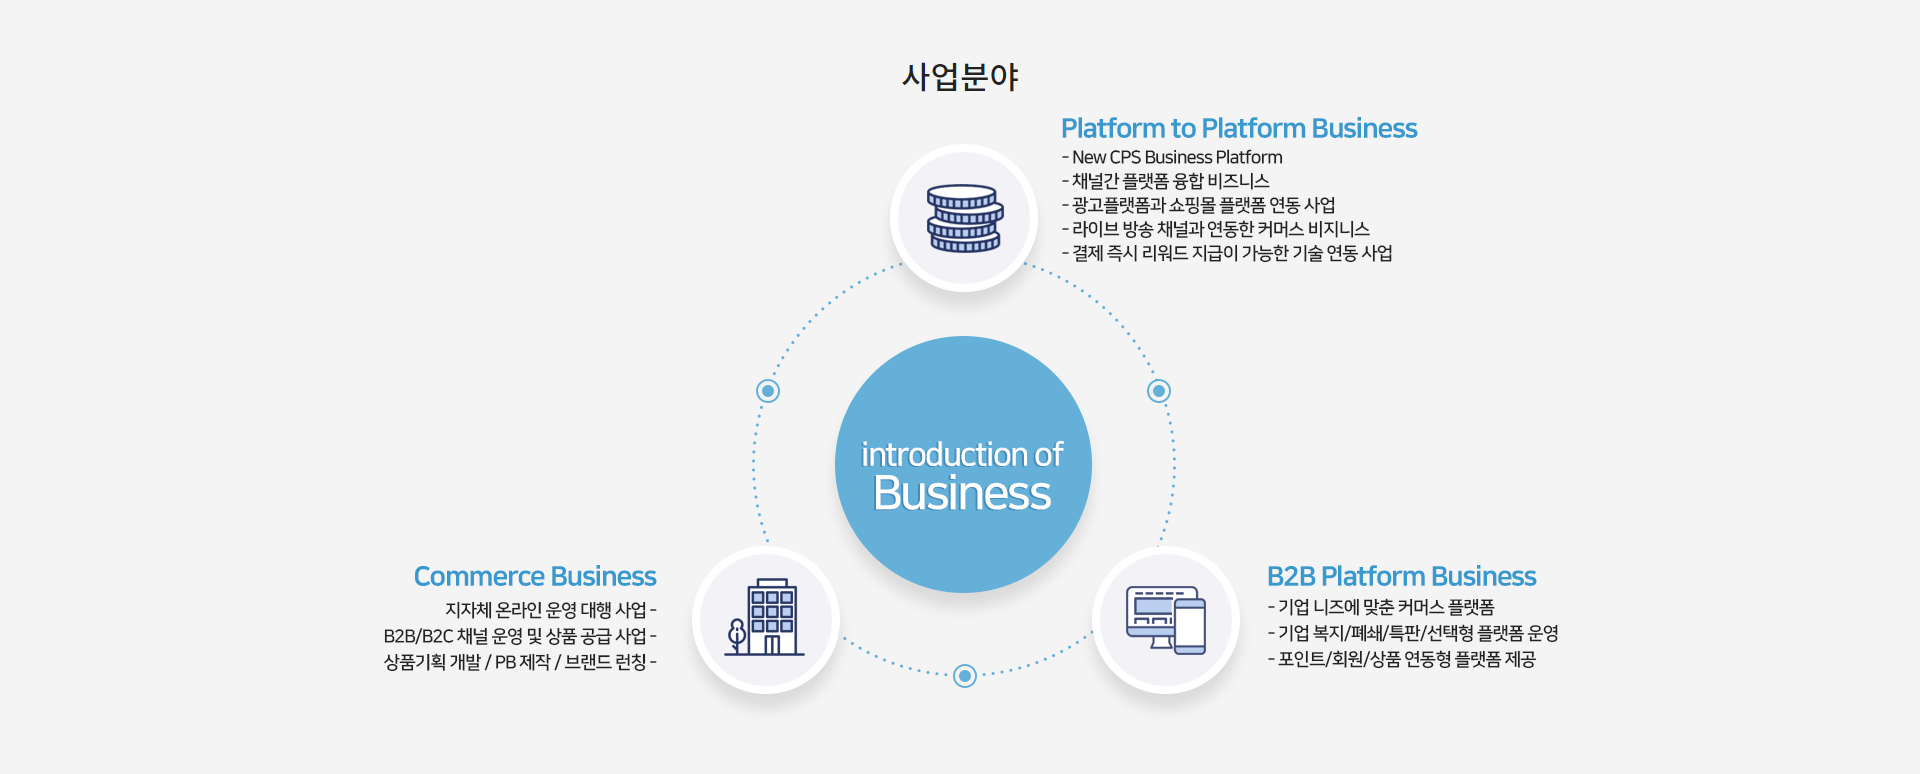 사업분야
Platform to Platform Business
- New CPS Business Platform
- 채널간 플랫폼 융합 비즈니스
- 광고플랫폼과 쇼핑몰 플랫폼 연동 사업
- 라이브 방송 채널과 연동한 커머스 비지니스
- 결제 즉시 리워드 지급이 가능한 기술 연동 사업
introduction of
Business
Commerce Business
지자체 온라인 운영 대행 사업 -
B2B/B2C 채널 운영 및 상품 공급 사업 -
상품기획 개발 / PB 제작 / 브랜드 런칭 -
B2B Platform Business
- 기업 니즈에 맞춘 커머스 플랫폼
- 기업 복지/폐쇄/특판/선택형 플랫폼 운영
- 포인트/회원/상품 연동형 플랫폼 제공